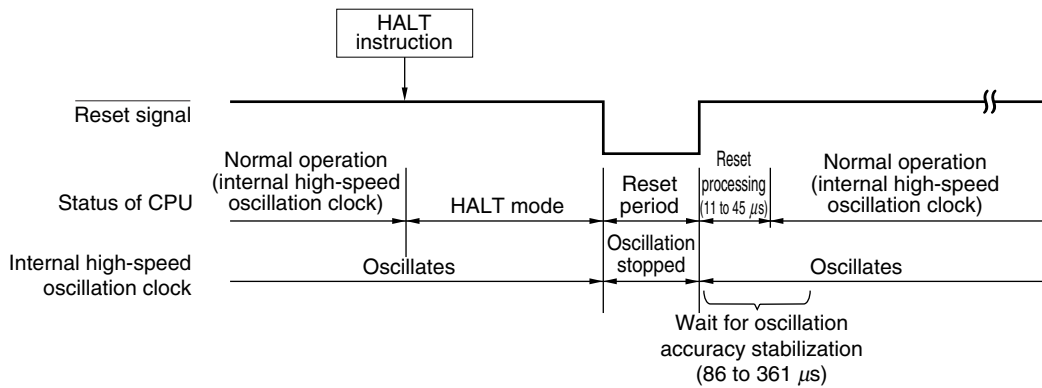 HALT
instruction
Reset signal
Status of CPU
Normal operation
(internal high-speed
oscillation clock)
HALT mode
Reset
period
Reset
processing
(11 to 45 μs)
Normal operation
(internal high-speed
oscillation clock)
Internal high-speed
oscillation clock
Oscillates
Oscillation
stopped
Oscillates
Wait for oscillation
accuracy stabilization
(86 to 361 μs)